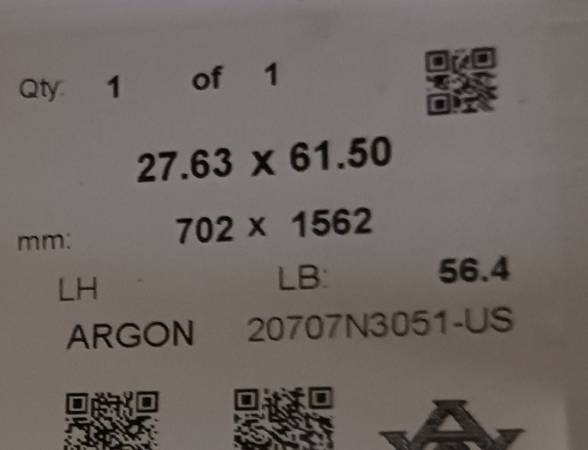 Qty: 1 of 1
27.63 x 61.50
mm: 702 x 1562
LH LB: 56.4
ARGON 20707N3051-US